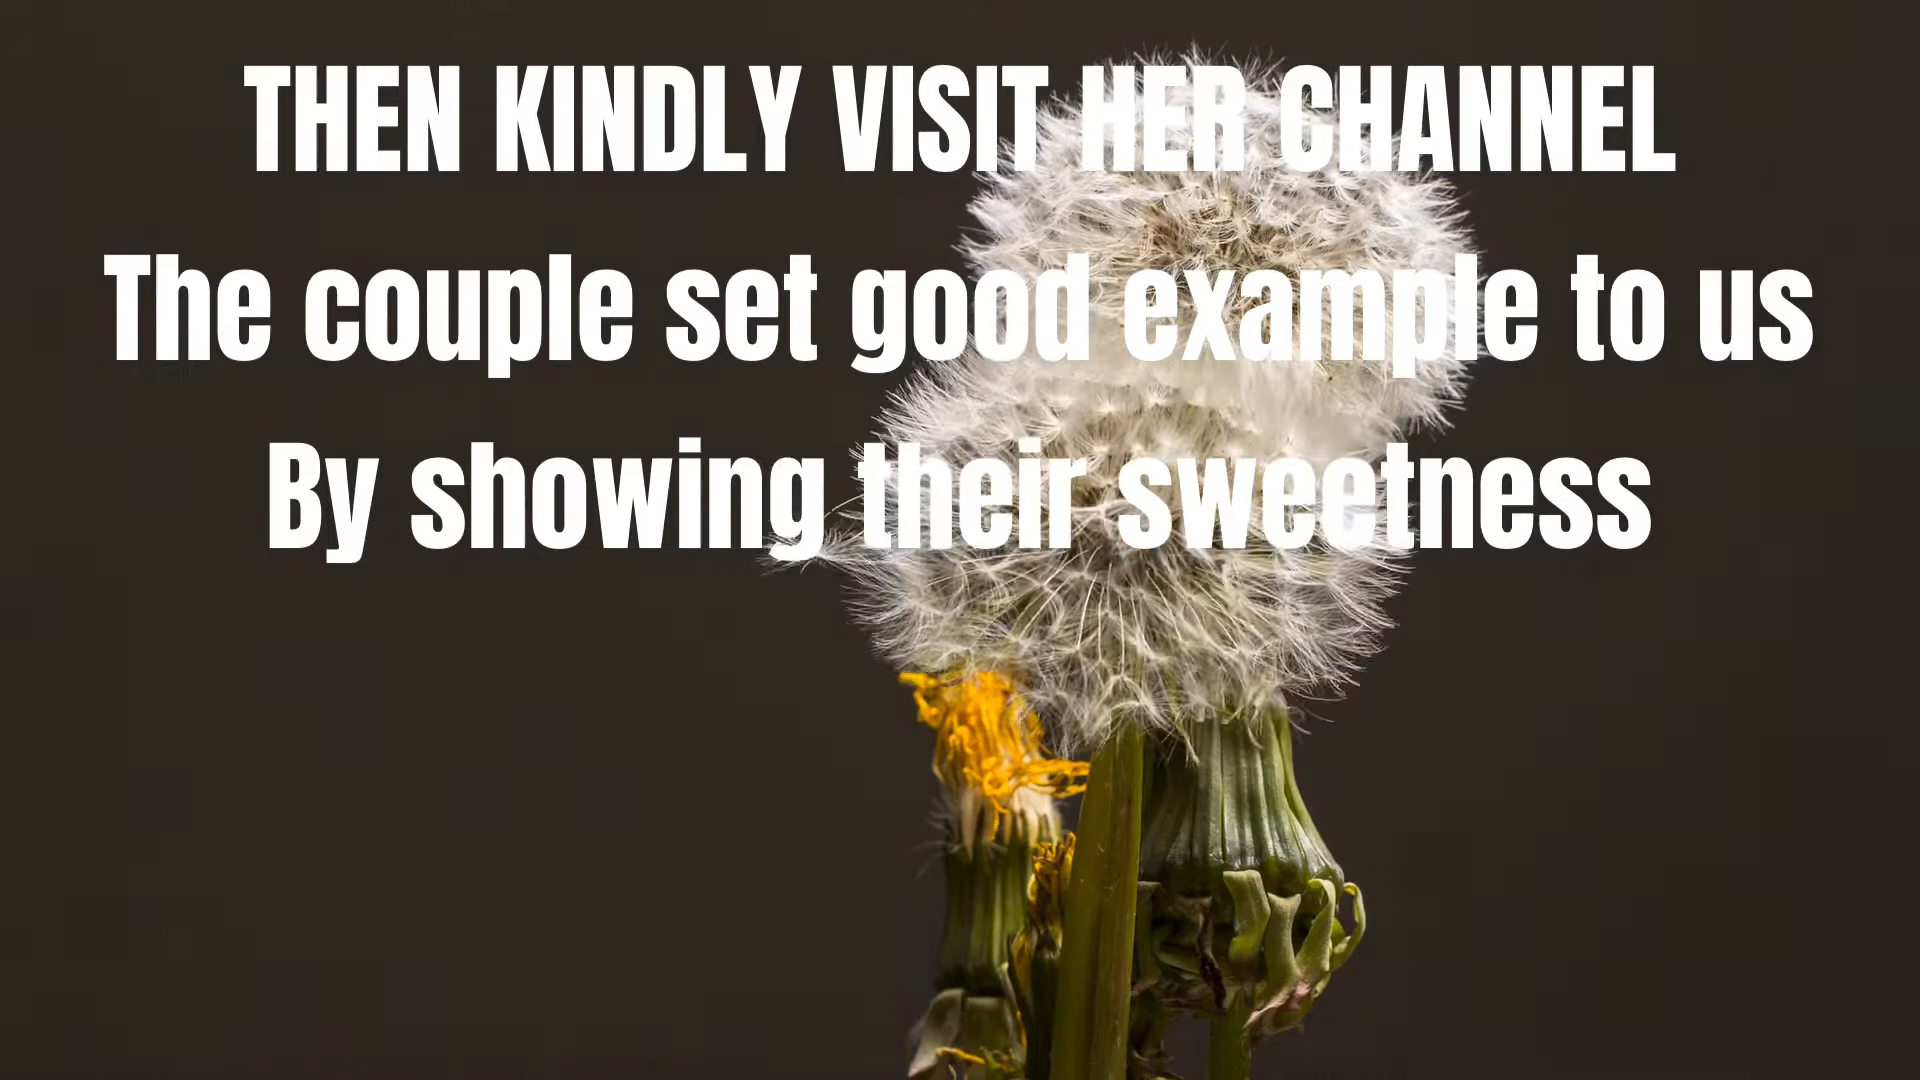 THEN KINDLY VISIT HER CHANNEL
The couple set good example to us
By showing their sweetness